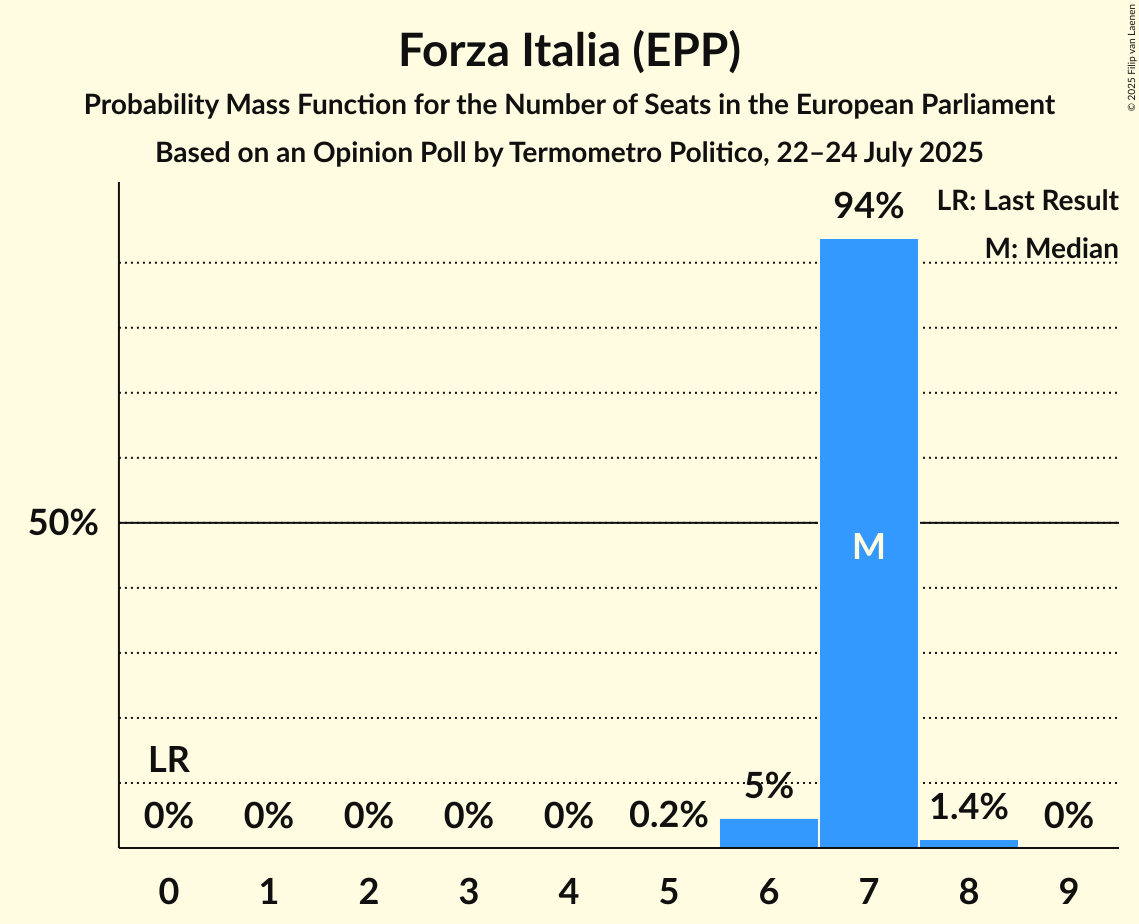 Forza Italia (EPP)
Probability Mass Function for the Number of Seats in the European Parliament
Based on an Opinion Poll by Termometro Politico, 22–24 July 2025
© 2025 Filip van Laenen
LR: Last Result
M: Median
94%
50%
M
LR
0% 0% 0% 0% 0% 0.2% 5% 1.4% 0%
0 1 2 3 4 5 6 7 8 9